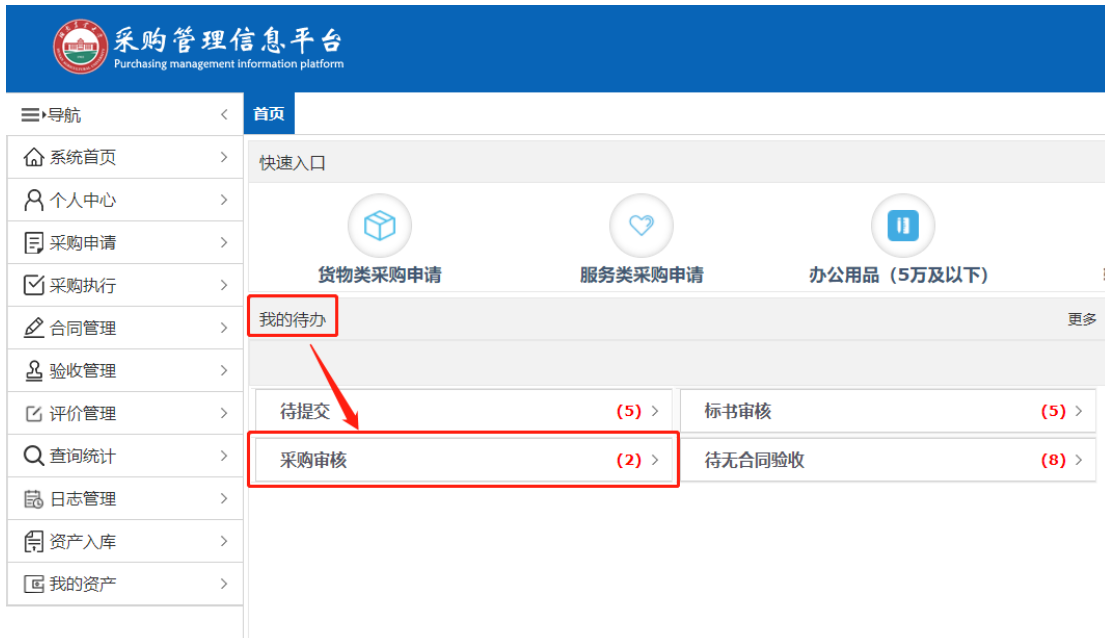 采购管理信息平台
Purchasing management information platform
导航
首页
系统首页
快速入口
个人中心
采购申请
货物类采购申请
服务类采购申请
办公用品（5万及以下）
采购执行
合同管理
我的待办
更多
验收管理
评价管理
待提交 (5)
标书审核 (5)
查询统计
采购审核 (2)
待无合同验收 (8)
日志管理
资产入库
我的资产